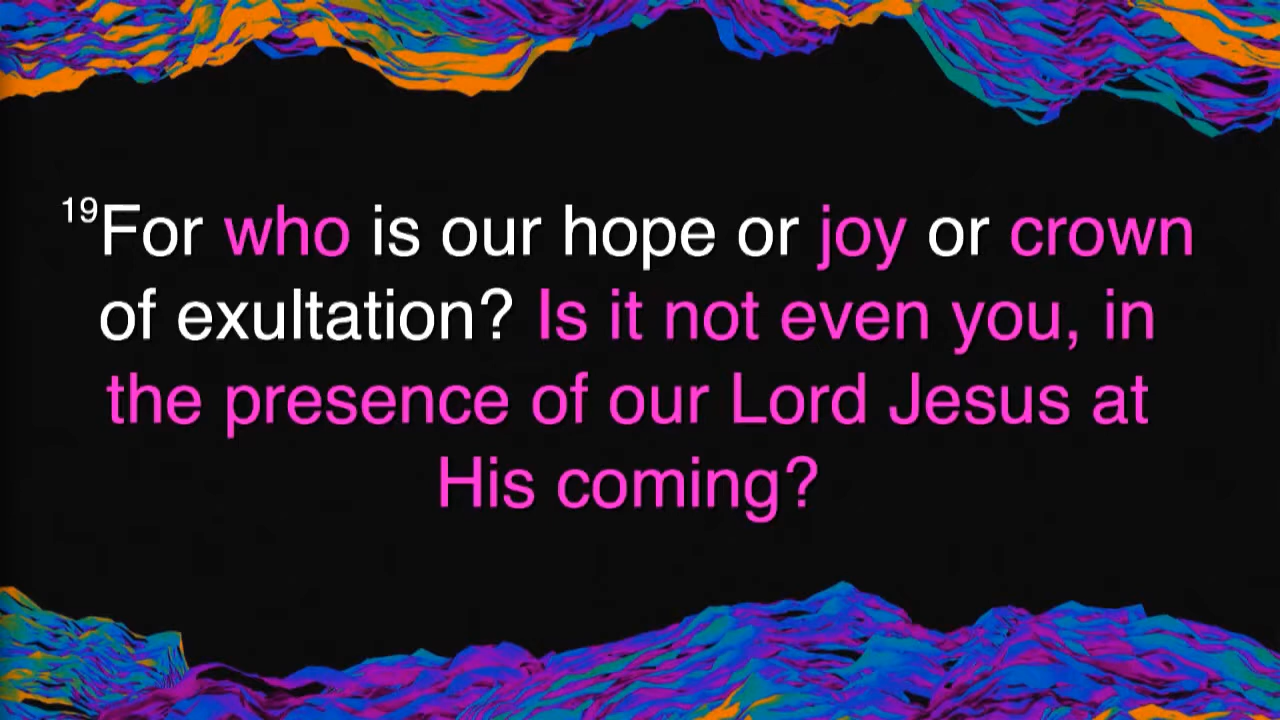 19For who is our hope or joy or crown
of exultation? Is it not even you, in
the presence of our Lord Jesus at
His coming?